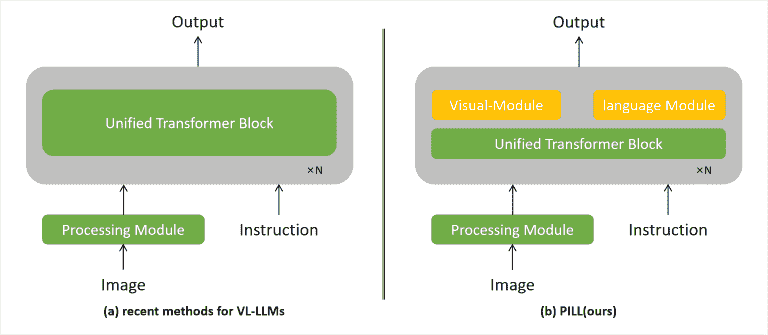 Output
Unified Transformer Block
×N
Processing Module
Instruction
Image
(a) recent methods for VL-LLMs
Output
Visual-Module
language Module
Unified Transformer Block
×N
Processing Module
Instruction
Image
(b) PILL(ours)